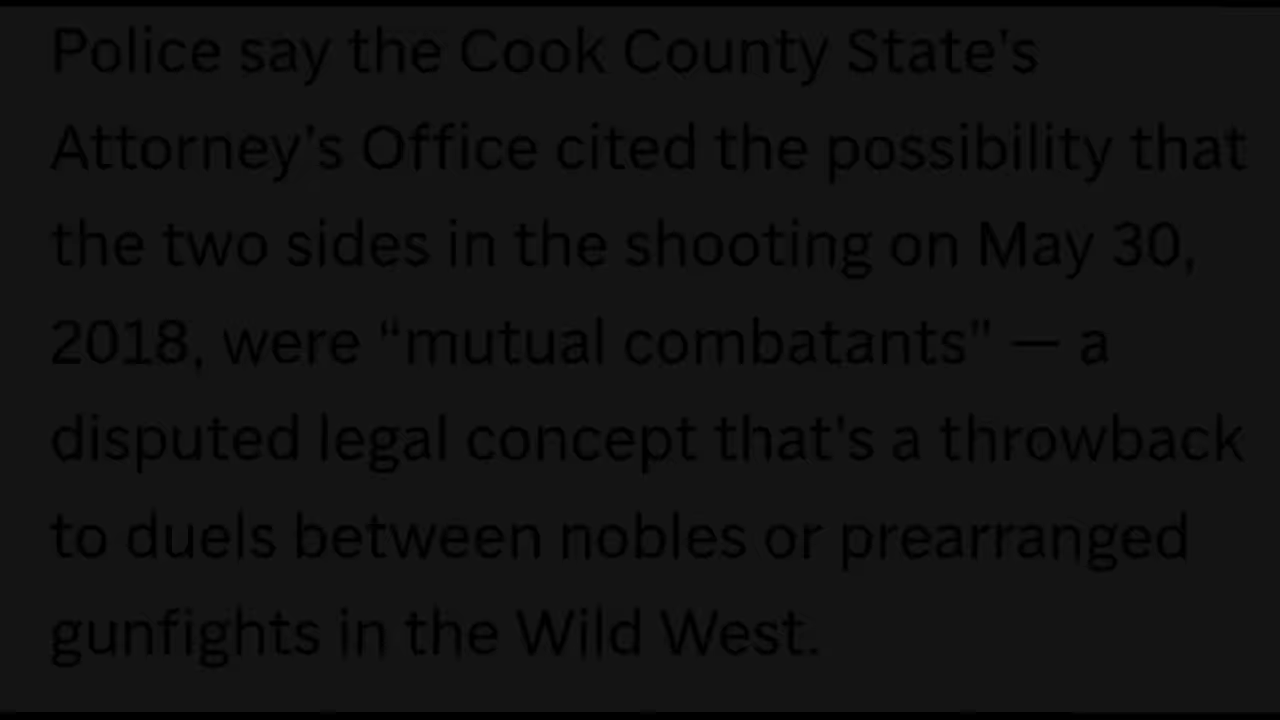 Police say the Cook County State's
Attorney's Office cited the possibility that
the two sides in the shooting on May 30,
2018, were “mutual combatants” — a
disputed legal concept that's a throwback
to duels between nobles or prearranged
gunfights in the Wild West.